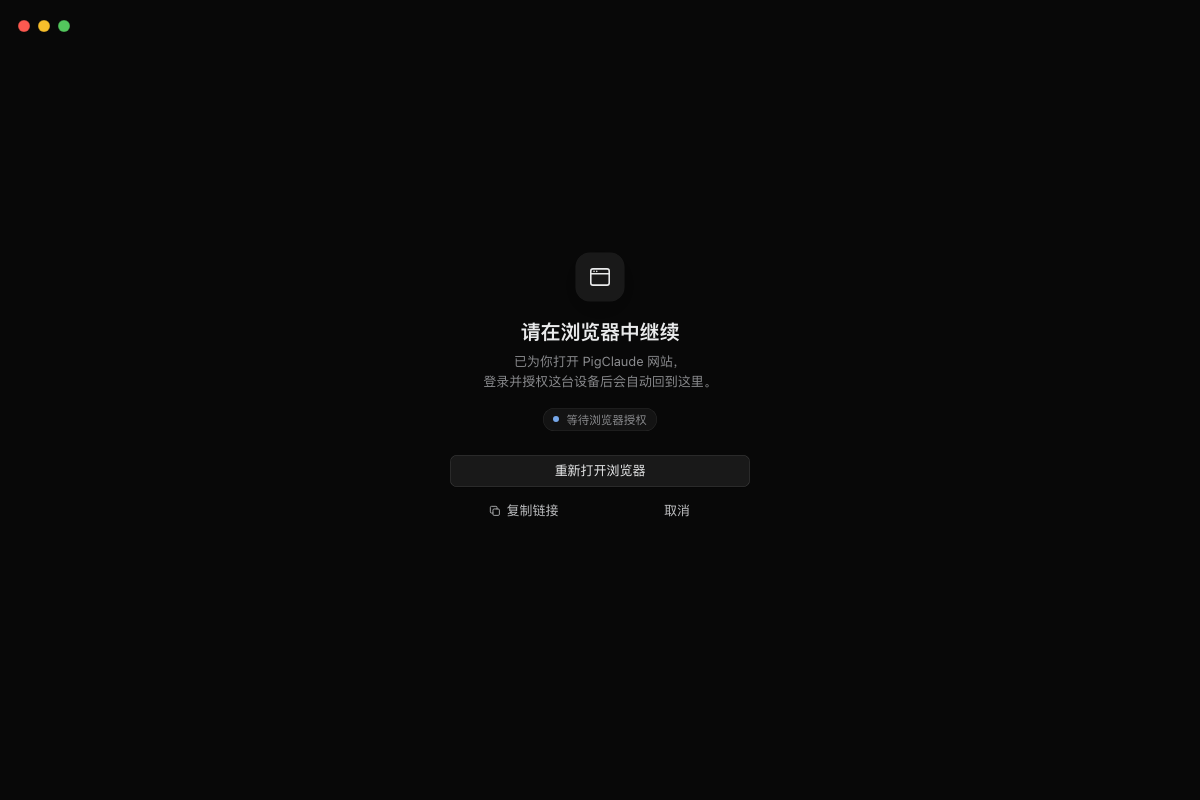 请在浏览器中继续
已为你打开 PigClaude 网站，
登录并授权这台设备后会自动回到这里。
等待浏览器授权
重新打开浏览器
复制链接
取消